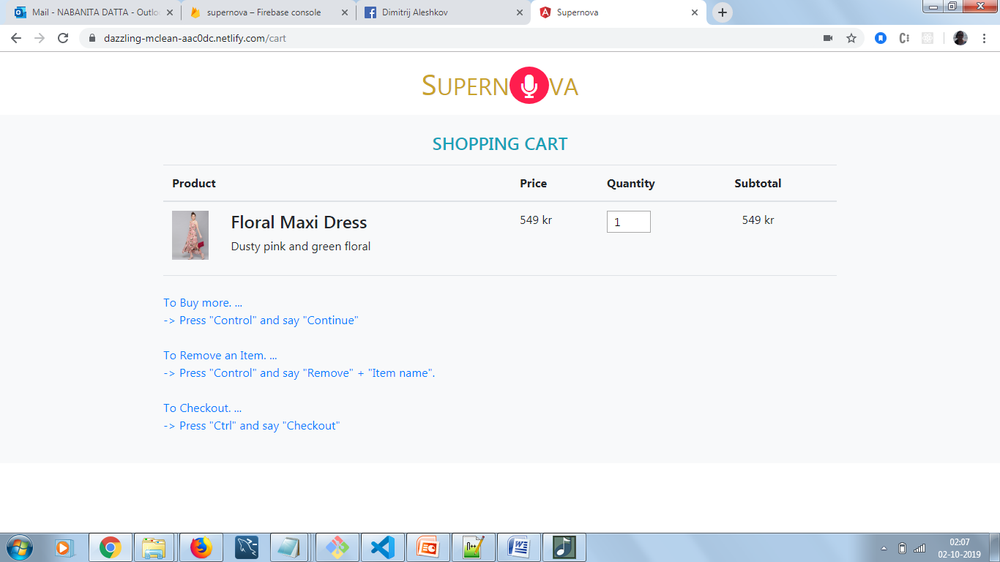 Mail - NABANITA DATTA - Outlo
supernova – Firebase console
Dimitrij Aleshkov
Supernova
dazzling-mclean-aac0dc.netlify.com/cart
SUPERN VA
SHOPPING CART
Product Price Quantity Subtotal
Floral Maxi Dress 549 kr 1 549 kr
Dusty pink and green floral
To Buy more. ...
-> Press "Control" and say "Continue"
To Remove an Item. ...
-> Press "Control" and say "Remove" + "Item name".
To Checkout. ...
-> Press "Ctrl" and say "Checkout"
02:07
02-10-2019